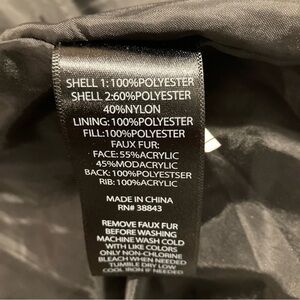 SHELL 1:100%POLYESTER
SHELL 2:60%POLYESTER
40%NYLON
LINING:100%POLYESTER
FILL:100%POLYESTER
FAUX FUR:
FACE:55%ACRYLIC
45%MODACRYLIC
BACK:100%POLYESTSER
RIB:100%ACRYLIC
MADE IN CHINA
RN# 38843
REMOVE FAUX FUR
BEFORE WASHING
MACHINE WASH COLD
WITH LIKE COLORS
ONLY NON-CHLORINE
BLEACH WHEN NEEDED
TUMBLE DRY LOW
COOL IRON IF NEEDED